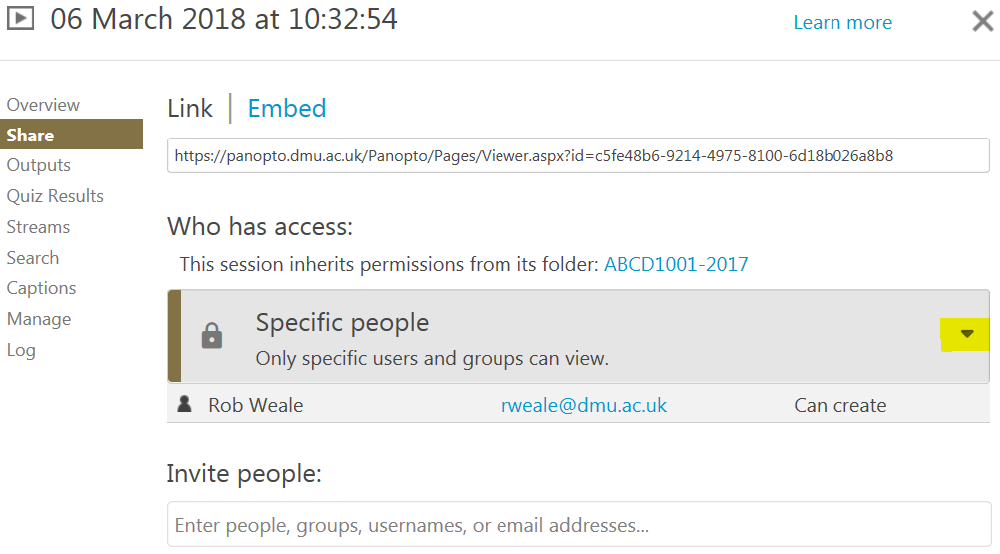 06 March 2018 at 10:32:54
Learn more
Overview
Share
Outputs
Quiz Results
Streams
Search
Captions
Manage
Log
Link | Embed
https://panopto.dmu.ac.uk/Panopto/Pages/Viewer.aspx?id=c5fe48b6-9214-4975-8100-6d18b026a8b8
Who has access:
This session inherits permissions from its folder: ABCD1001-2017
Specific people
Only specific users and groups can view.
Rob Weale rweale@dmu.ac.uk Can create
Invite people:
Enter people, groups, usernames, or email addresses...